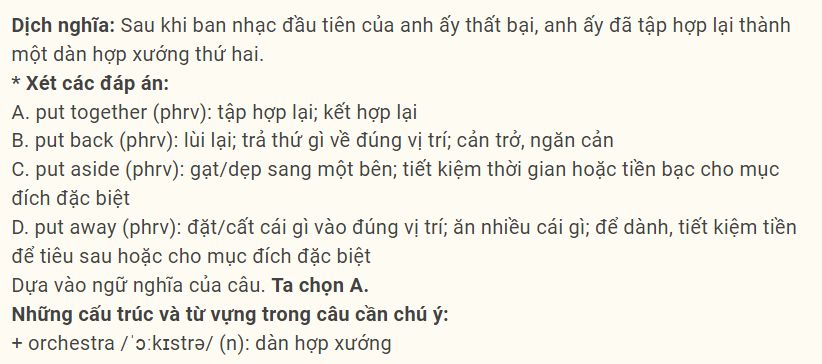 Dịch nghĩa: Sau khi ban nhạc đầu tiên của anh ấy thất bại, anh ấy đã tập hợp lại thành
một dàn hợp xướng thứ hai.
* Xét các đáp án:
A. put together (phrv): tập hợp lại; kết hợp lại
B. put back (phrv): lùi lại; trả thứ gì về đúng vị trí; cản trở, ngăn cản
C. put aside (phrv): gạt/dẹp sang một bên; tiết kiệm thời gian hoặc tiền bạc cho mục
đích đặc biệt
D. put away (phrv): đặt/cất cái gì vào đúng vị trí; ăn nhiều cái gì; để dành, tiết kiệm tiền
để tiêu sau hoặc cho mục đích đặc biệt
Dựa vào ngữ nghĩa của câu. Ta chọn A.
Những cấu trúc và từ vựng trong câu cần chú ý:
+ orchestra /ˈɔːkɪstrə/ (n): dàn hợp xướng